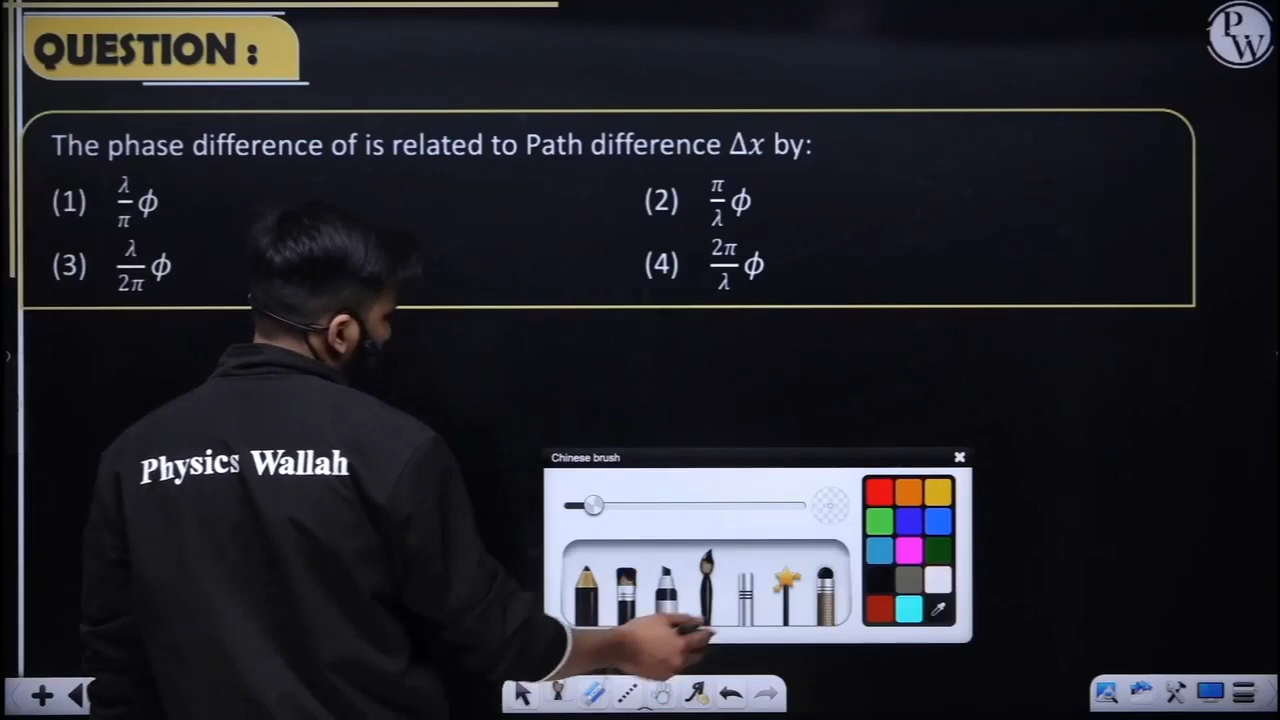 QUESTION :
PW
The phase difference of is related to Path difference Δx by:
(1) λ/π ϕ
(2) π/λ ϕ
(3) λ/2π ϕ
(4) 2π/λ ϕ
Physics Wallah
Chinese brush